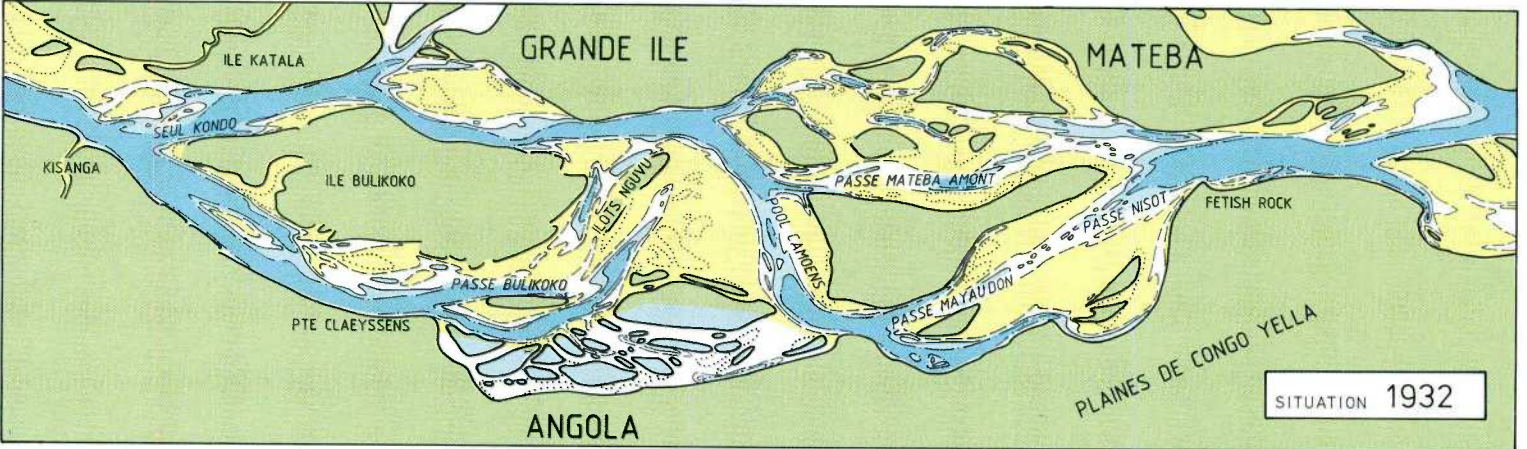 GRANDE ILE
MATEBA
ILE KATALA
SEUL KONDO
KISANGA
ILE BULIKOKO
ILOTS NGUVU
PASSE MATEBA AMONT
POOL CAMOENS
PASSE NISOT
FETISH ROCK
PASSE BULIKOKO
PASSE MAYAUDON
PTE CLAEYSSENS
PLAINES DE CONGO YELLA
ANGOLA
SITUATION 1932